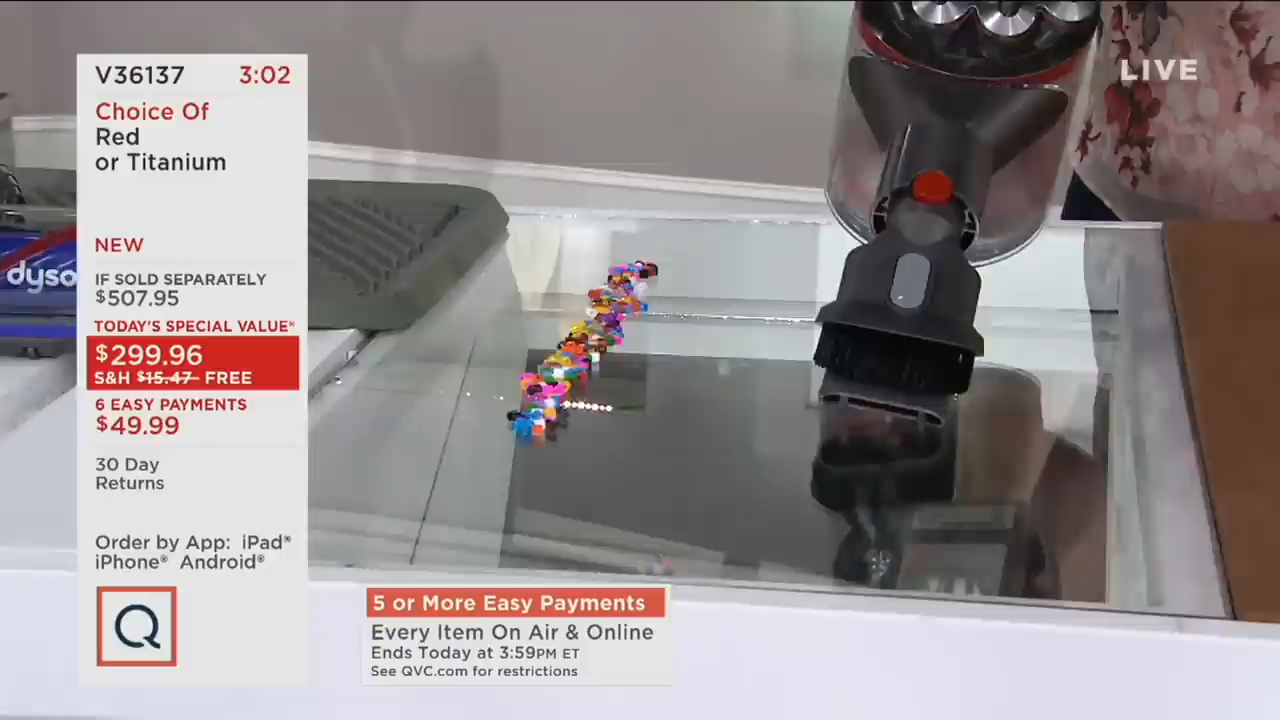 V36137 3:02
Choice Of
Red
or Titanium
NEW
IF SOLD SEPARATELY
$507.95
TODAY'S SPECIAL VALUE®
$299.96
S&H $15.47 FREE
6 EASY PAYMENTS
$49.99
30 Day
Returns
Order by App: iPad®
iPhone® Android®
Q
LIVE
dyso
5 or More Easy Payments
Every Item On Air & Online
Ends Today at 3:59PM ET
See QVC.com for restrictions